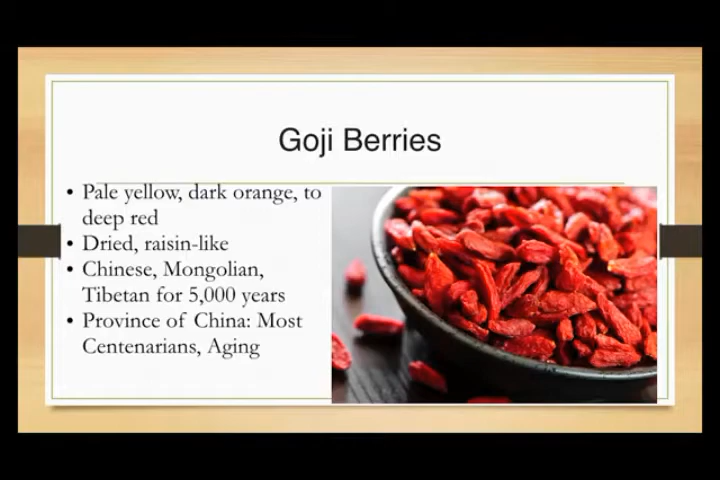 Goji Berries
• Pale yellow, dark orange, to
deep red
• Dried, raisin-like
• Chinese, Mongolian,
Tibetan for 5,000 years
• Province of China: Most
Centenarians, Aging